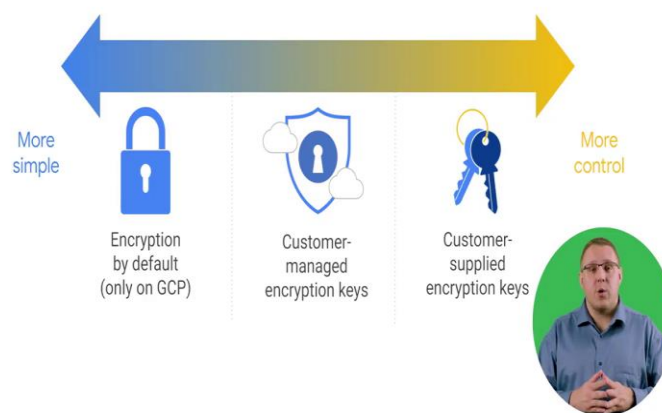 More
simple
More
control
Encryption
by default
(only on GCP)
Customer-
managed
encryption keys
Customer-
supplied
encryption keys